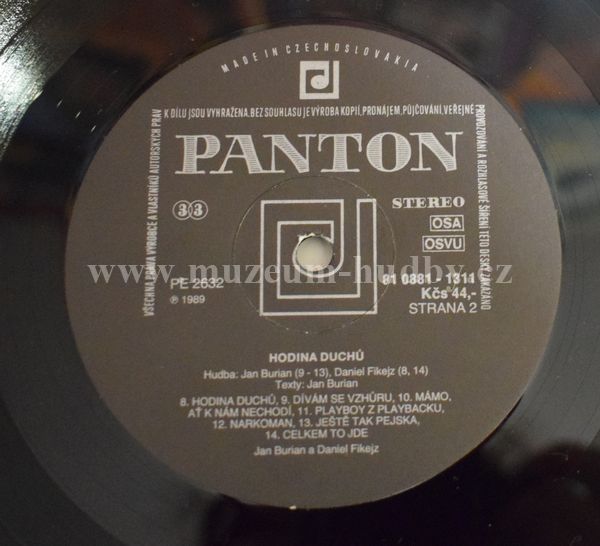 MADE IN CZECHOSLOVAKIA
VŠECHNA PRÁVA VÝROBCE A VLASTNÍKŮ AUTORSKÝCH PRÁV
K DÍLU JSOU VYHRAŽENA. BEZ SOUHLASU JE VÝROBA KOPIÍ, PRONÁJEM, PŮJČOVÁNÍ, VEŘEJNÉ
PROVOZOVÁNÍ A ROZHLASOVÉ ŠÍŘENÍ TÉTO DESKY ZAKÁZÁNO
PANTON
33
STEREO
OSA
OSVU
www.muzeum-hudby.cz
PE 2632
℗ 1989
81 0881 - 1311
Kčs 44,-
STRANA 2
HODINA DUCHŮ
Hudba: Jan Burian (9 - 13), Daniel Fikejz (8, 14)
Texty: Jan Burian
8. HODINA DUCHŮ, 9. DÍVÁM SE VZHŮRU, 10. MÁMO,
AŤ K NÁM NECHODÍ, 11. PLAYBOY Z PLAYBACKU,
12. NARKOMAN, 13. JEŠTĚ TAK PEJSKA,
14. CELKEM TO JDE
Jan Burian a Daniel Fikejz